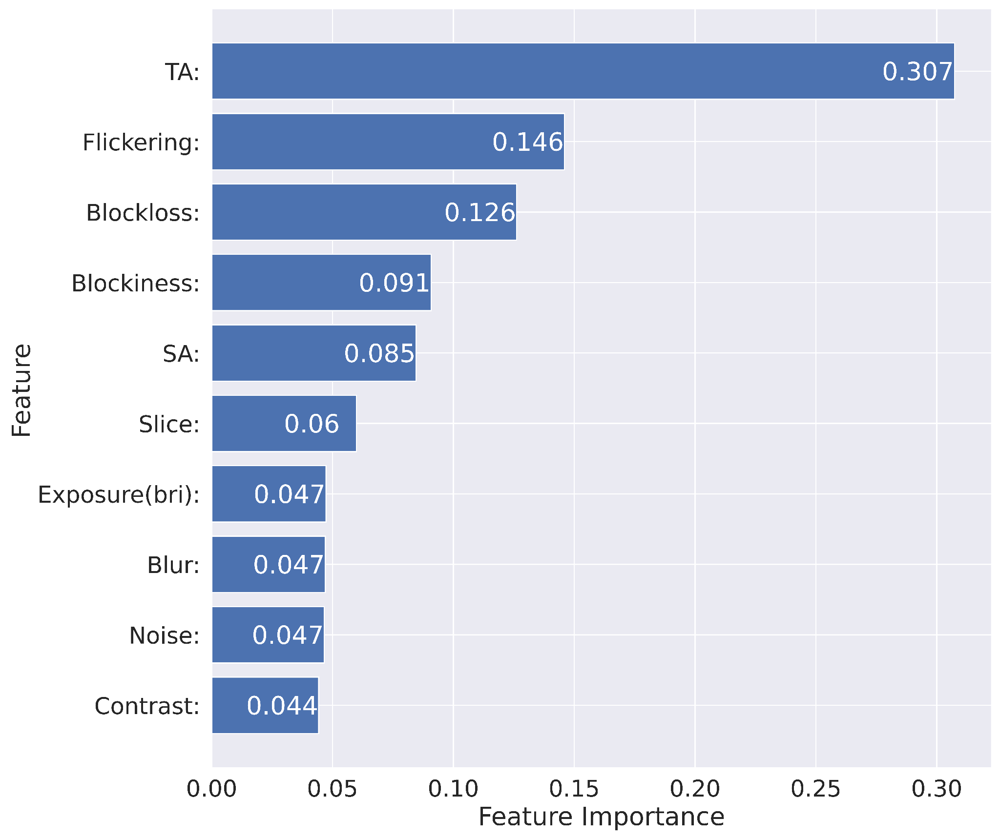 TA: 0.307
Flickering: 0.146
Blockloss: 0.126
Blockiness: 0.091
SA: 0.085
Slice: 0.06
Exposure(bri): 0.047
Blur: 0.047
Noise: 0.047
Contrast: 0.044
Feature
0.00 0.05 0.10 0.15 0.20 0.25 0.30
Feature Importance